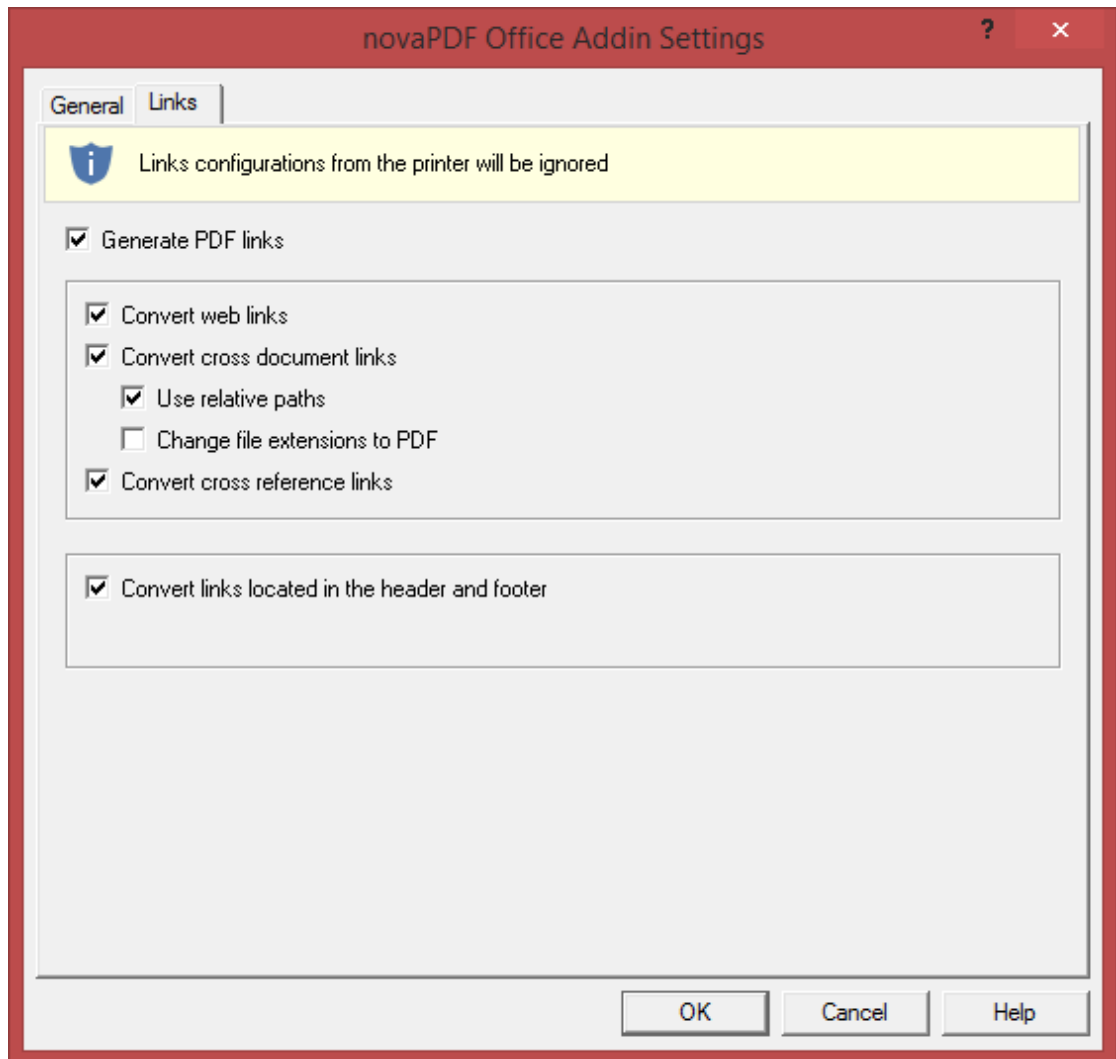 novaPDF Office Addin Settings
?
General Links
Links configurations from the printer will be ignored
Generate PDF links
Convert web links
Convert cross document links
Use relative paths
Change file extensions to PDF
Convert cross reference links
Convert links located in the header and footer
OK Cancel Help